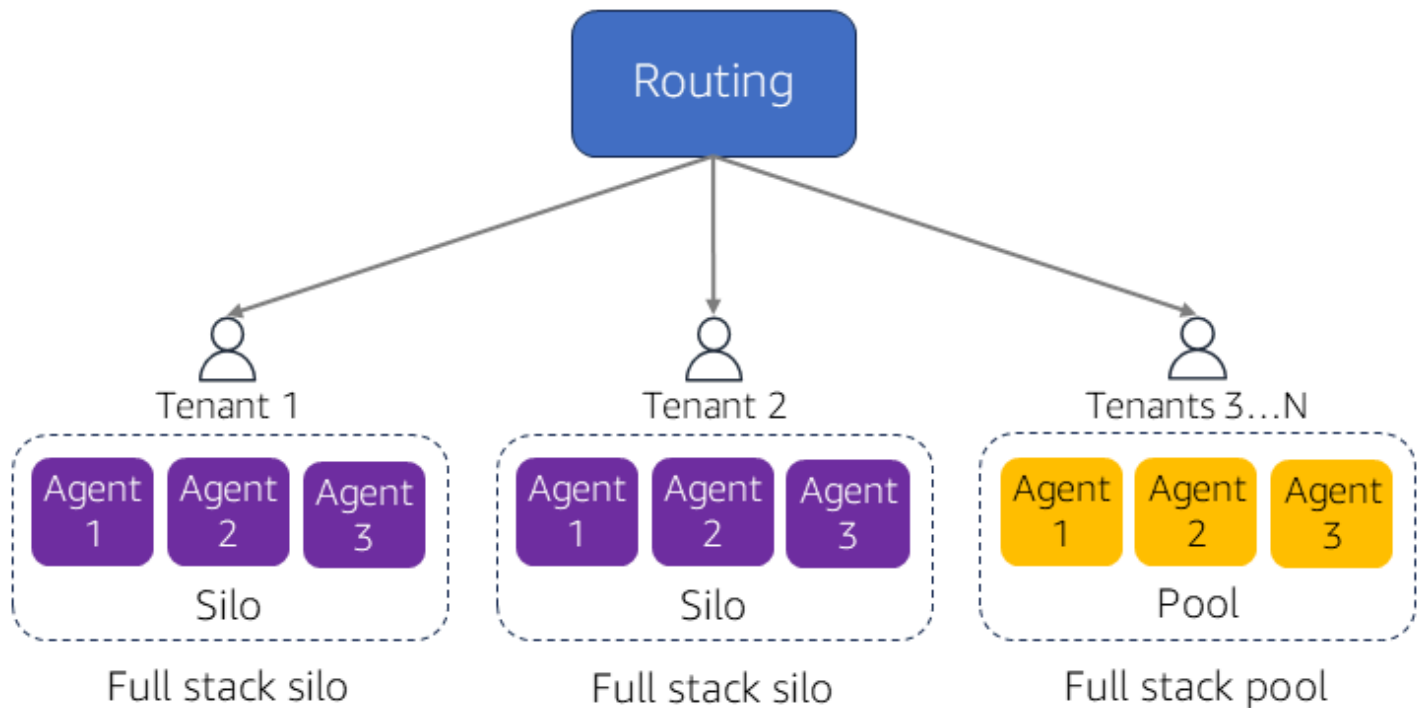 Routing
Tenant 1
Tenant 2
Tenants 3...N
Agent
1
Agent
2
Agent
3
Silo
Agent
1
Agent
2
Agent
3
Silo
Agent
1
Agent
2
Agent
3
Pool
Full stack silo
Full stack silo
Full stack pool